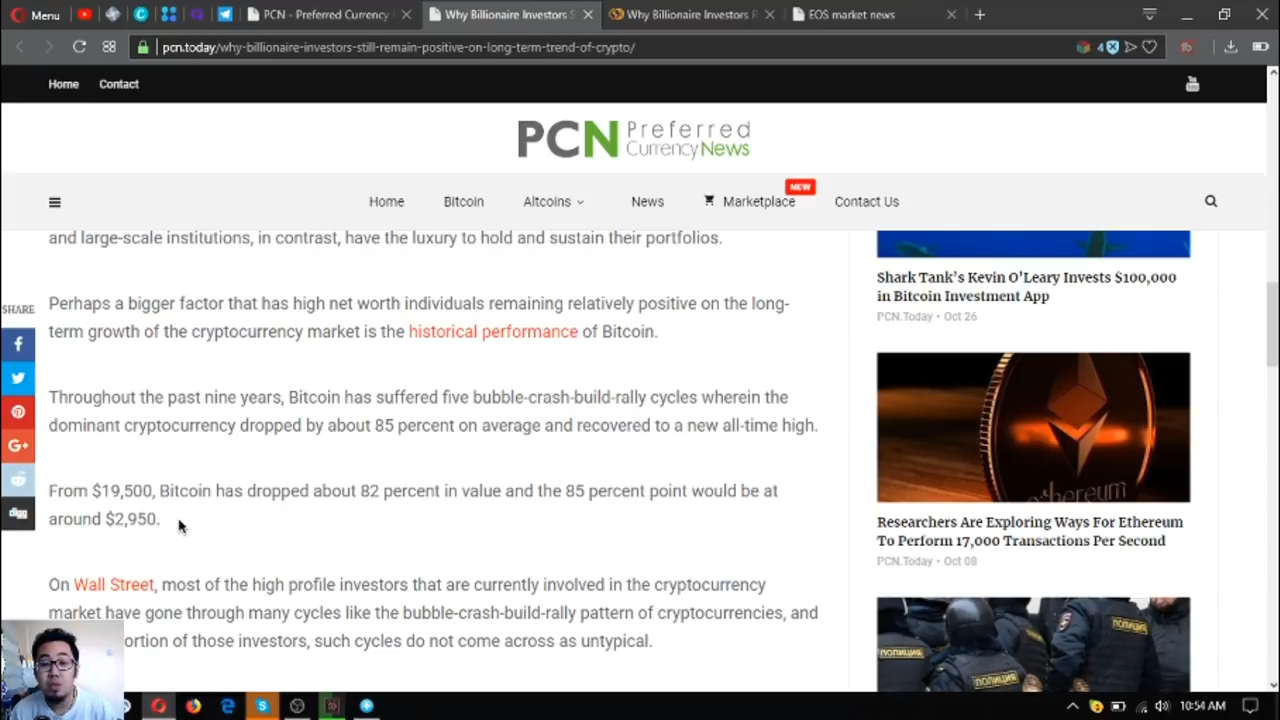 Menu
PCN - Preferred Currency
Why Billionaire Investors S
Why Billionaire Investors R
EOS market news
pcn.today/why-billionaire-investors-still-remain-positive-on-long-term-trend-of-crypto/
4
Home
Contact
You
PCN Preferred
CurrencyNews
NEW
Home
Bitcoin
Altcoins
News
Marketplace
Contact Us
and large-scale institutions, in contrast, have the luxury to hold and sustain their portfolios.
Perhaps a bigger factor that has high net worth individuals remaining relatively positive on the long-
term growth of the cryptocurrency market is the historical performance of Bitcoin.
Throughout the past nine years, Bitcoin has suffered five bubble-crash-build-rally cycles wherein the
dominant cryptocurrency dropped by about 85 percent on average and recovered to a new all-time high.
From $19,500, Bitcoin has dropped about 82 percent in value and the 85 percent point would be at
around $2,950.
On Wall Street, most of the high profile investors that are currently involved in the cryptocurrency
market have gone through many cycles like the bubble-crash-build-rally pattern of cryptocurrencies, and
ortion of those investors, such cycles do not come across as untypical.
SHARE
f
G+
digg
Shark Tank's Kevin O'Leary Invests $100,000
in Bitcoin Investment App
PCN.Today • Oct 26
ethereum
Researchers Are Exploring Ways For Ethereum
To Perform 17,000 Transactions Per Second
PCN.Today • Oct 08
ПОЛИЦИЯ
ПОЛИЦИЯ
ПОЛИЦИЯ
10:54 AM